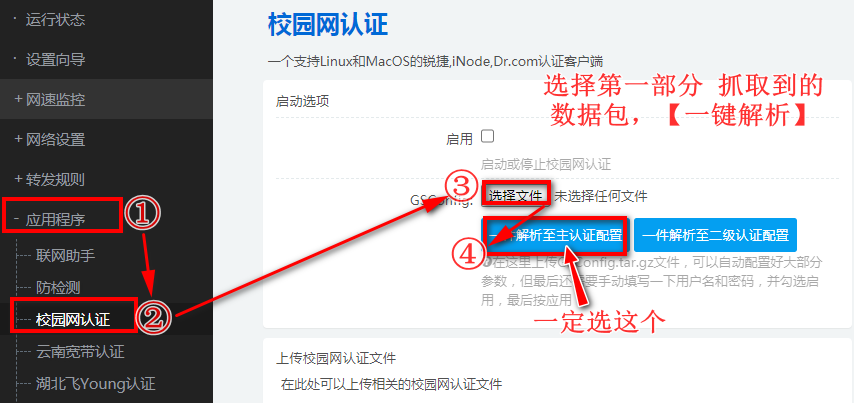 · 运行状态
· 设置向导
+ 网速监控
+ 网络设置
+ 转发规则
- 应用程序
①
联网助手
防检测
校园网认证
②
云南宽带认证
湖北飞Young认证
校园网认证
一个支持Linux和MacOS的锐捷,iNode,Dr.com认证客户端
选择第一部分 抓取到的
数据包，【一键解析】
启动选项
启用
启动或停止校园网认证
③
选择文件 未选择任何文件
一件解析至主认证配置 一件解析至二级认证配置
④
在这里上传 config.tar.gz文件，可以自动配置好大部分
参数，但最后还 要手动填写一下用户名和密码，并勾选启
用，最后按应用
一定选这个
上传校园网认证文件
在此处可以上传相关的校园网认证文件